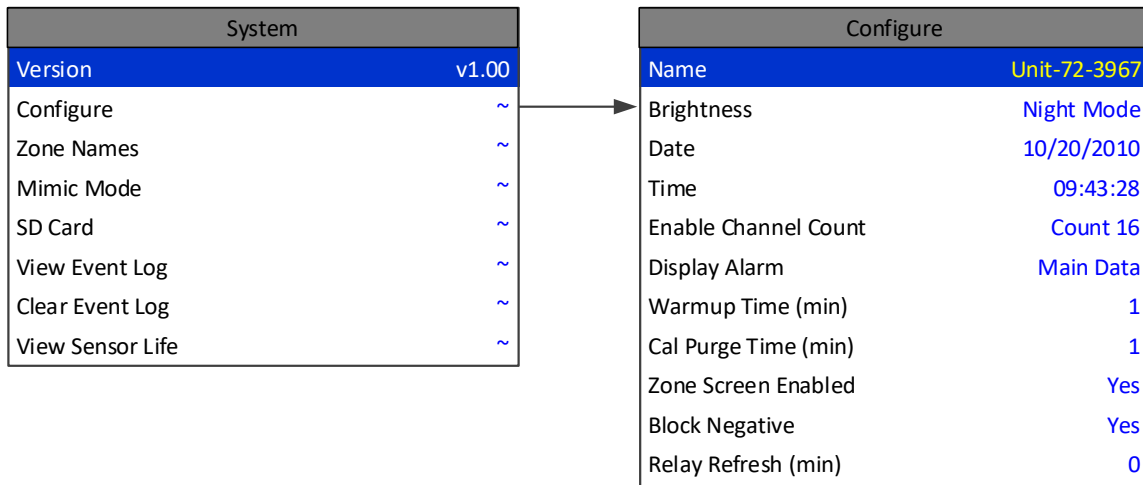 System
Version v1.00
Configure ~
Zone Names ~
Mimic Mode ~
SD Card ~
View Event Log ~
Clear Event Log ~
View Sensor Life ~
Configure
Name Unit-72-3967
Brightness Night Mode
Date 10/20/2010
Time 09:43:28
Enable Channel Count Count 16
Display Alarm Main Data
Warmup Time (min) 1
Cal Purge Time (min) 1
Zone Screen Enabled Yes
Block Negative Yes
Relay Refresh (min) 0